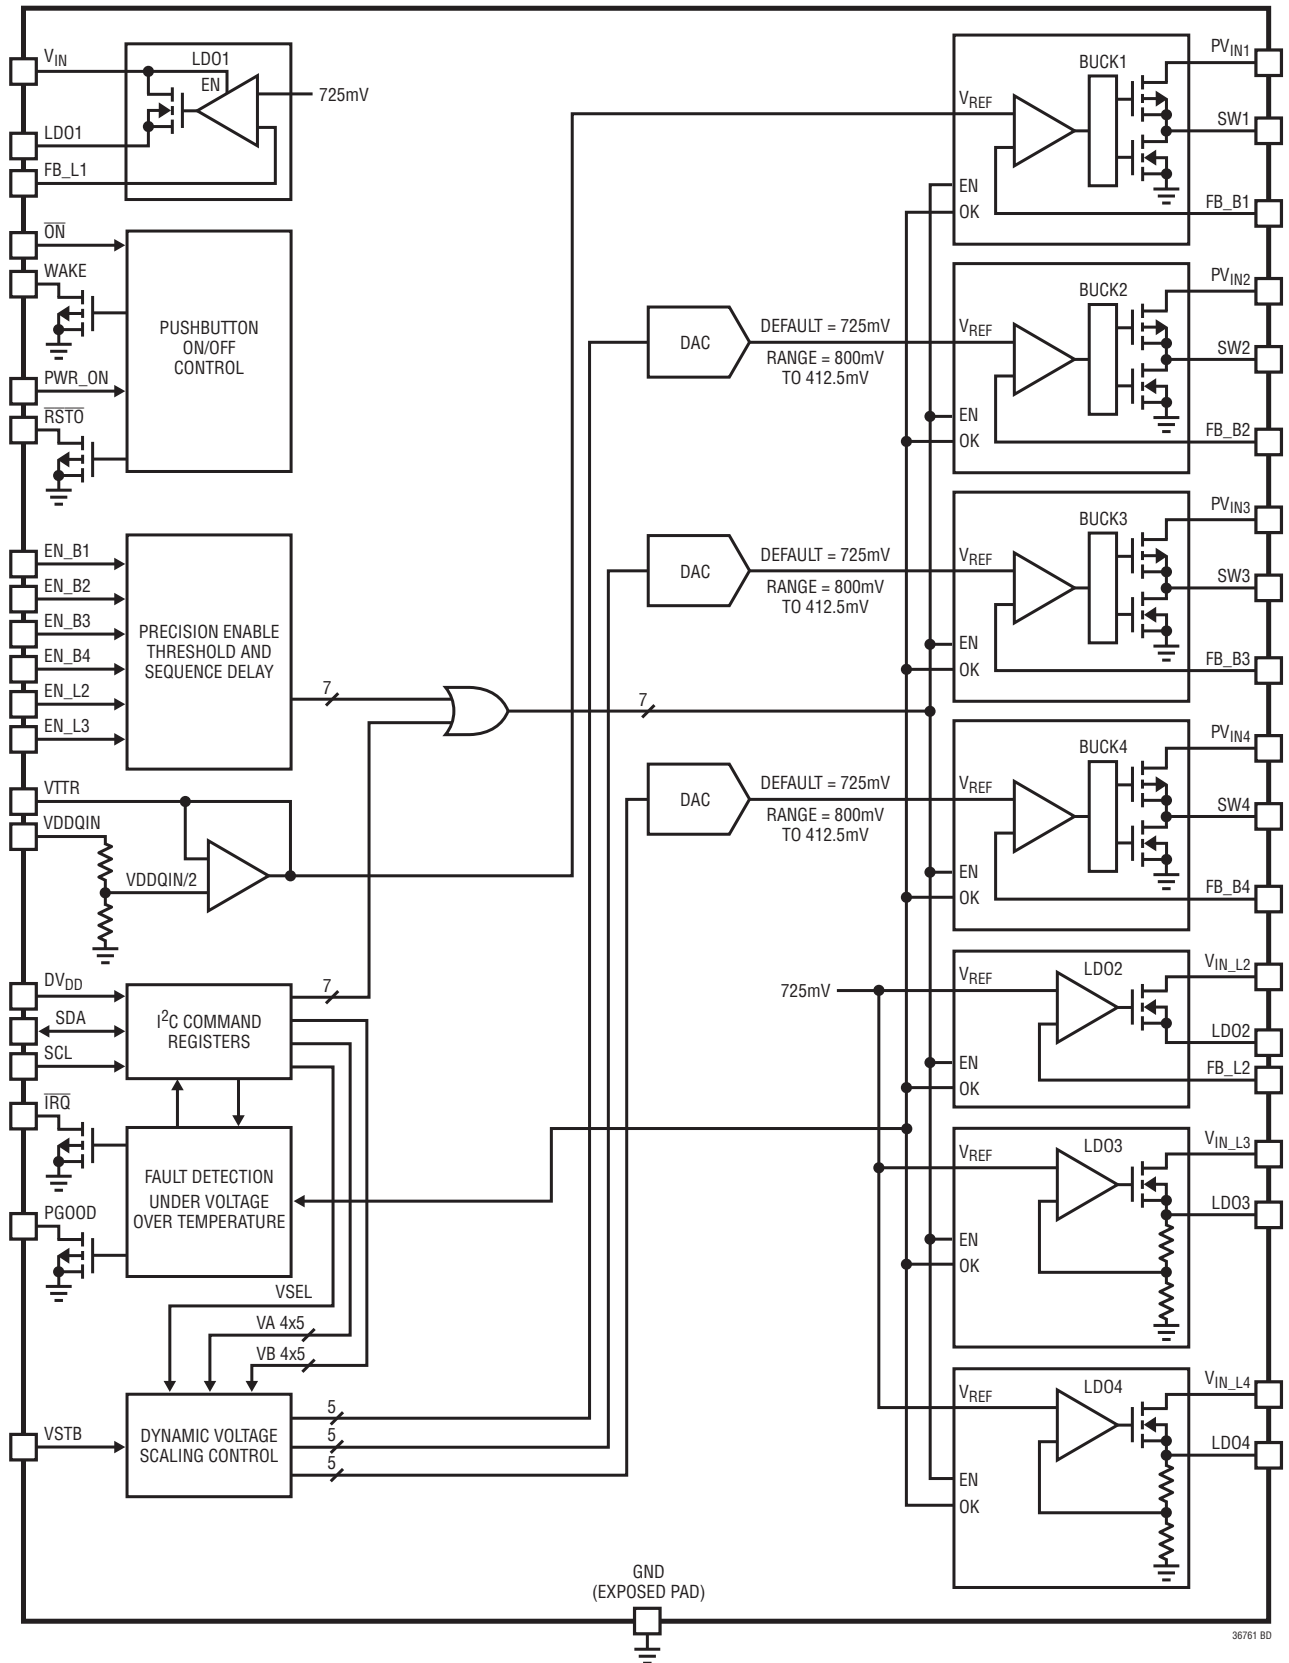 VIN
LDO1
FB_L1
LDO1
EN
725mV
ON
WAKE
PWR_ON
RSTO
PUSHBUTTON
ON/OFF
CONTROL
EN_B1
EN_B2
EN_B3
EN_B4
EN_L2
EN_L3
PRECISION ENABLE
THRESHOLD AND
SEQUENCE DELAY
7
7
VTTR
VDDQIN
VDDQIN/2
DVDD
SDA
SCL
I2C COMMAND
REGISTERS
7
IRQ
PGOOD
FAULT DETECTION
UNDER VOLTAGE
OVER TEMPERATURE
VSEL
VA 4x5
VB 4x5
VSTB
DYNAMIC VOLTAGE
SCALING CONTROL
5
5
5
DAC
DEFAULT = 725mV
RANGE = 800mV
TO 412.5mV
DAC
DEFAULT = 725mV
RANGE = 800mV
TO 412.5mV
DAC
DEFAULT = 725mV
RANGE = 800mV
TO 412.5mV
725mV
BUCK1
VREF
EN
OK
PVIN1
SW1
FB_B1
BUCK2
VREF
EN
OK
PVIN2
SW2
FB_B2
BUCK3
VREF
EN
OK
PVIN3
SW3
FB_B3
BUCK4
VREF
EN
OK
PVIN4
SW4
FB_B4
LDO2
VREF
EN
OK
VIN_L2
LDO2
FB_L2
LDO3
VREF
EN
OK
VIN_L3
LDO3
LDO4
VREF
EN
OK
VIN_L4
LDO4
GND
(EXPOSED PAD)
36761 BD